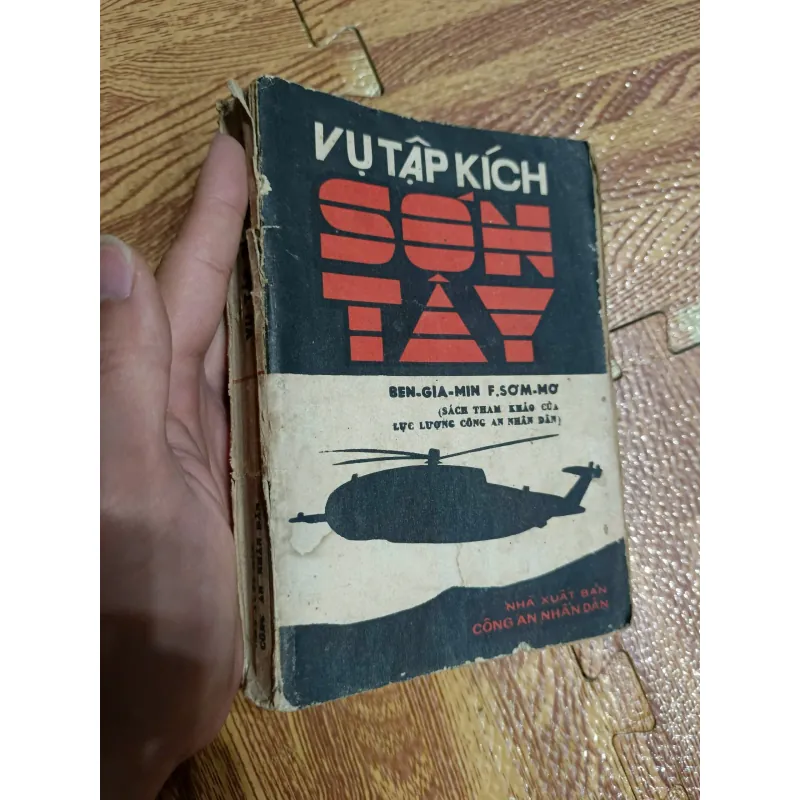 VỤ TẬP KÍCH
SƠN
TÂY
BEN-GIA-MIN F. SƠM-MƠ
(SÁCH THAM KHẢO CỦA
LỰC LƯỢNG CÔNG AN NHÂN DÂN)
NHÀ XUẤT BẢN
CÔNG AN NHÂN DÂN